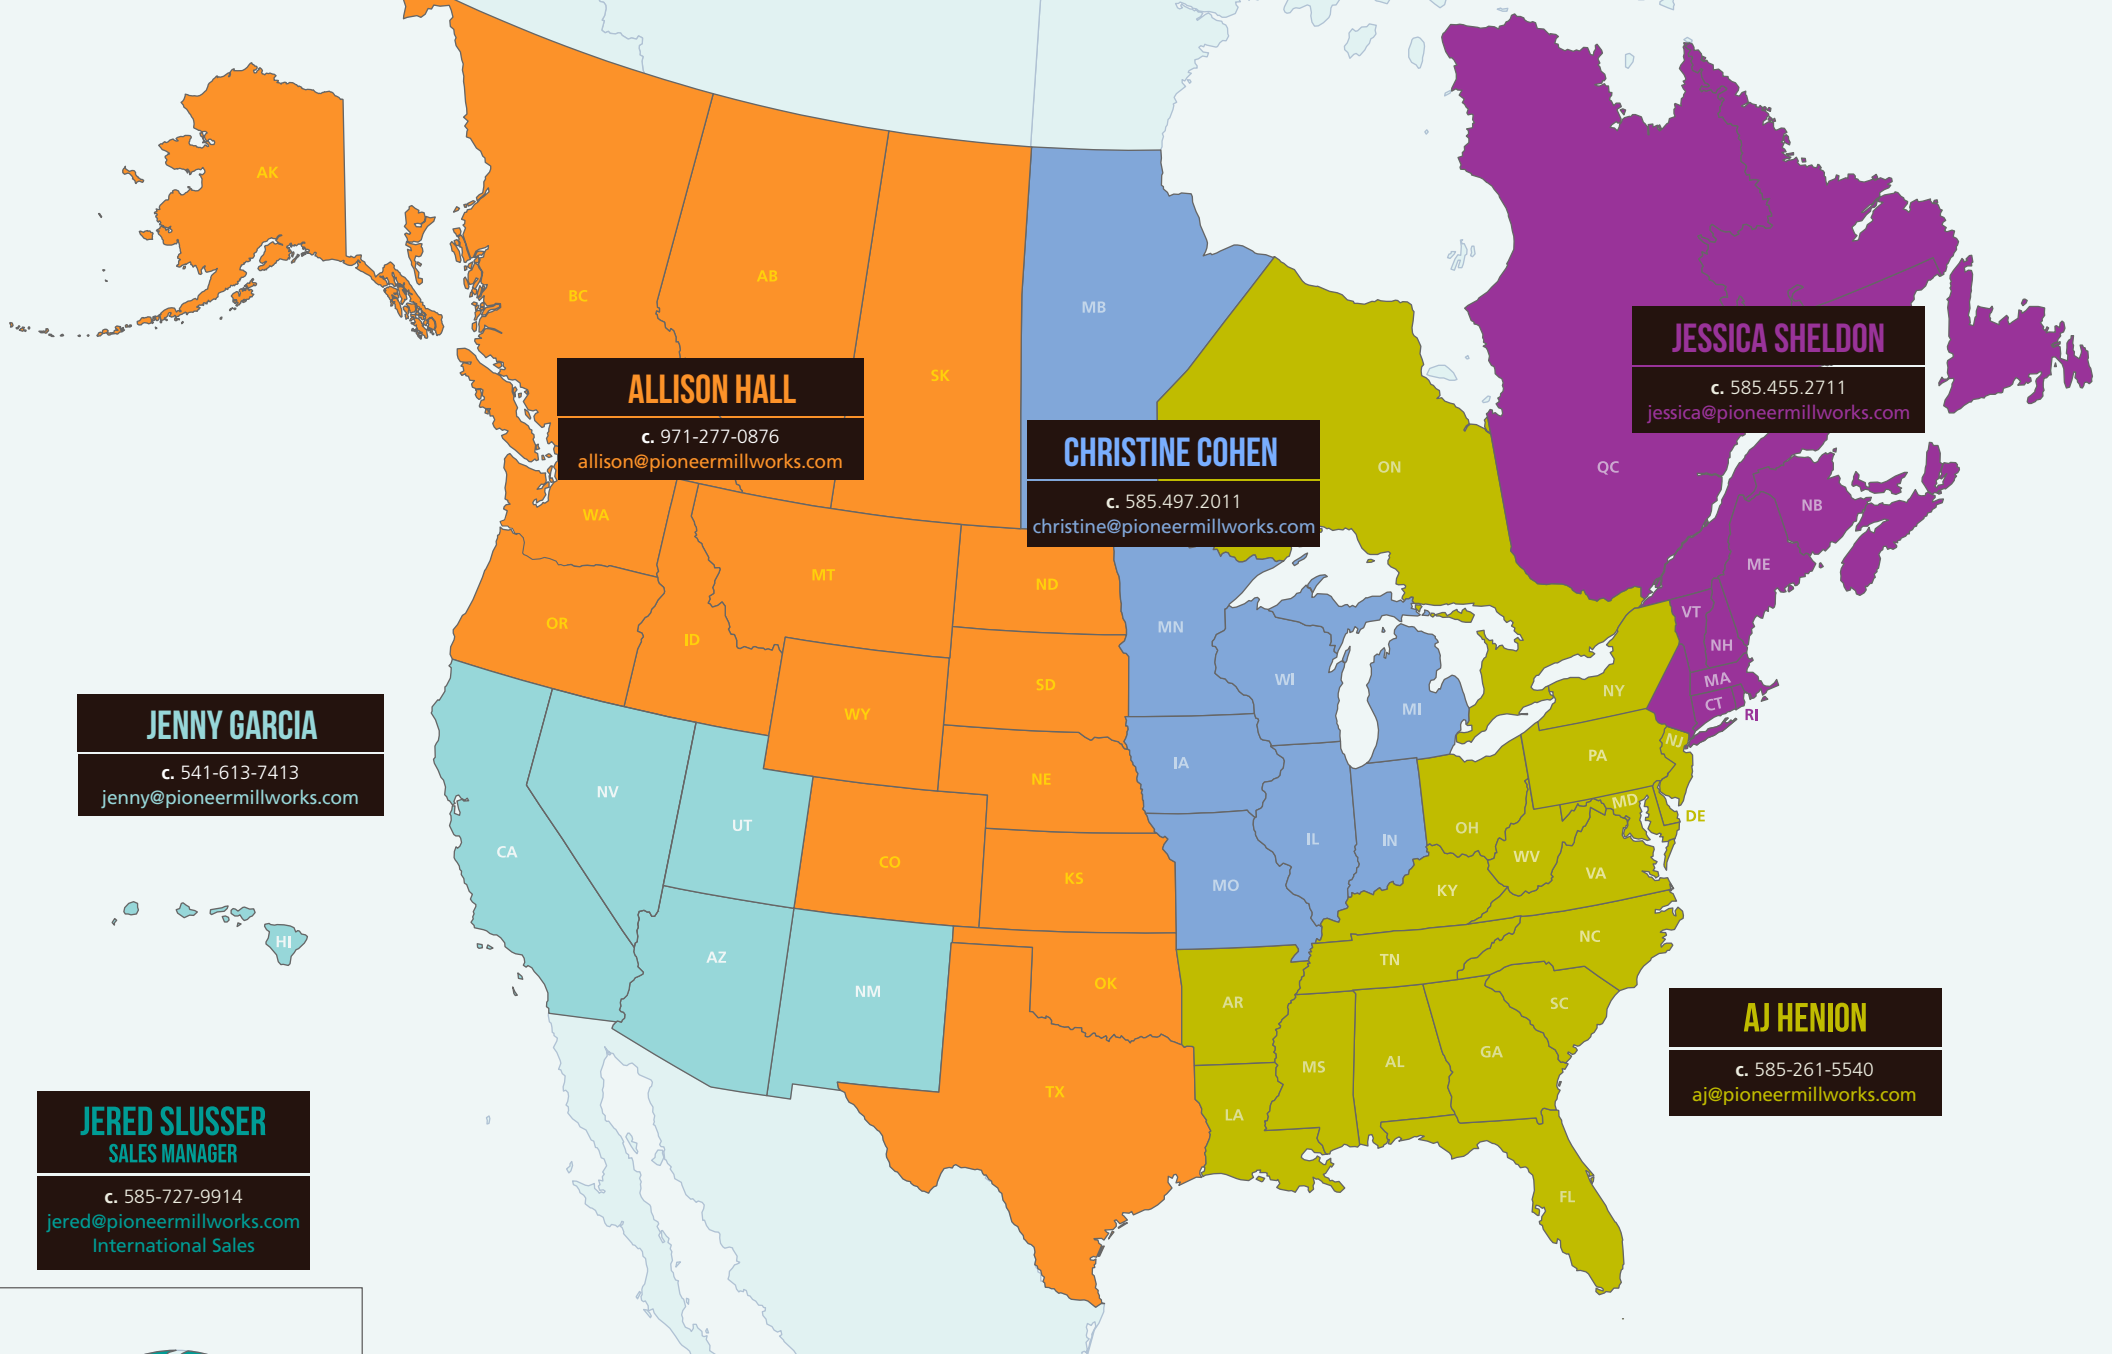 AK
BC
AB
SK
MB
ON
QC
NB
ALLISON HALL
c. 971-277-0876
allison@pioneermillworks.com
CHRISTINE COHEN
c. 585.497.2011
christine@pioneermillworks.com
JESSICA SHELDON
c. 585.455.2711
jessica@pioneermillworks.com
WA
OR
ID
MT
ND
SD
WY
NE
CO
KS
OK
TX
MN
WI
MI
IA
IL
IN
MO
ME
VT
NH
MA
CT
RI
NY
PA
NJ
MD
DE
OH
WV
VA
KY
TN
NC
SC
AR
MS
AL
GA
LA
FL
JENNY GARCIA
c. 541-613-7413
jenny@pioneermillworks.com
CA
NV
UT
AZ
NM
HI
AJ HENION
c. 585-261-5540
aj@pioneermillworks.com
JERED SLUSSER
SALES MANAGER
c. 585-727-9914
jered@pioneermillworks.com
International Sales